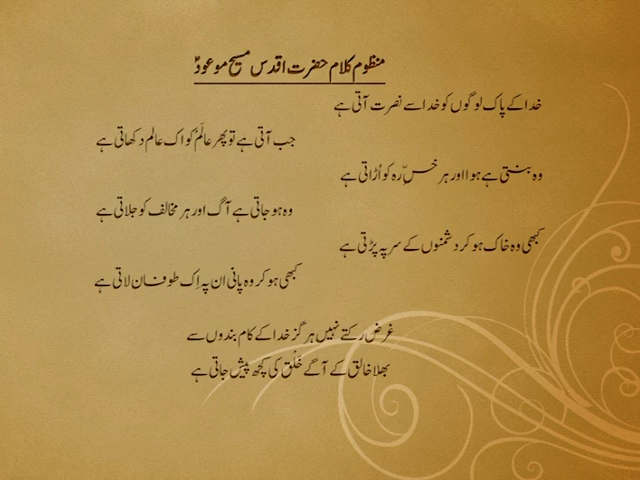 منظوم کلام حضرت اقدس مسیح موعودؑ
خدا کے پاک لوگوں کو خدا سے نصرت آتی ہے
جب آتی ہے تو پھر عالَم کو اک عالم دکھاتی ہے
وہ بنتی ہے ہوا اور ہر خسِ رہ کو اُڑاتی ہے
وہ ہو جاتی ہے آگ اور ہر مخالف کو جلاتی ہے
کبھی وہ خاک ہو کر دشمنوں کے سر پہ پڑتی ہے
کبھی ہو کر وہ پانی ان پہ اِک طوفان لاتی ہے
غرض رکتے نہیں ہرگز خدا کے کام بندوں سے
بھلا خالق کے آگے خَلْق کی کچھ پیش جاتی ہے